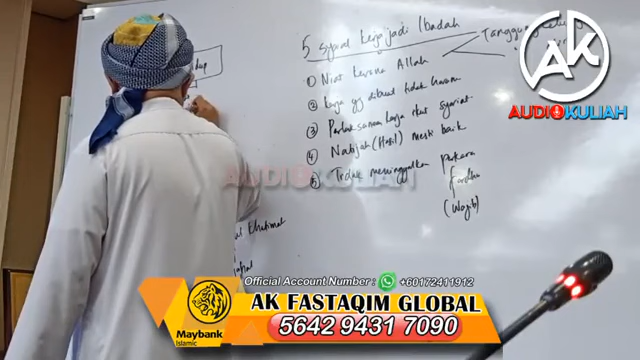 5 syarat kerja jadi Ibadah
Tanggung
① Niat kerana Allah
② kerja yg dibuat tidak haram
③ Perlaksanaan kerja ikut syariat
④ Natijah (Hasil) mesti baik
⑤ Tidak meninggalkan perkara
fardhu
(Wajib)
AK
AUDIOKULIAH
AUDIOKULIAH
Official Account Number : +60172411912
Maybank
Islamic
AK FASTAQIM GLOBAL
5642 9431 7090